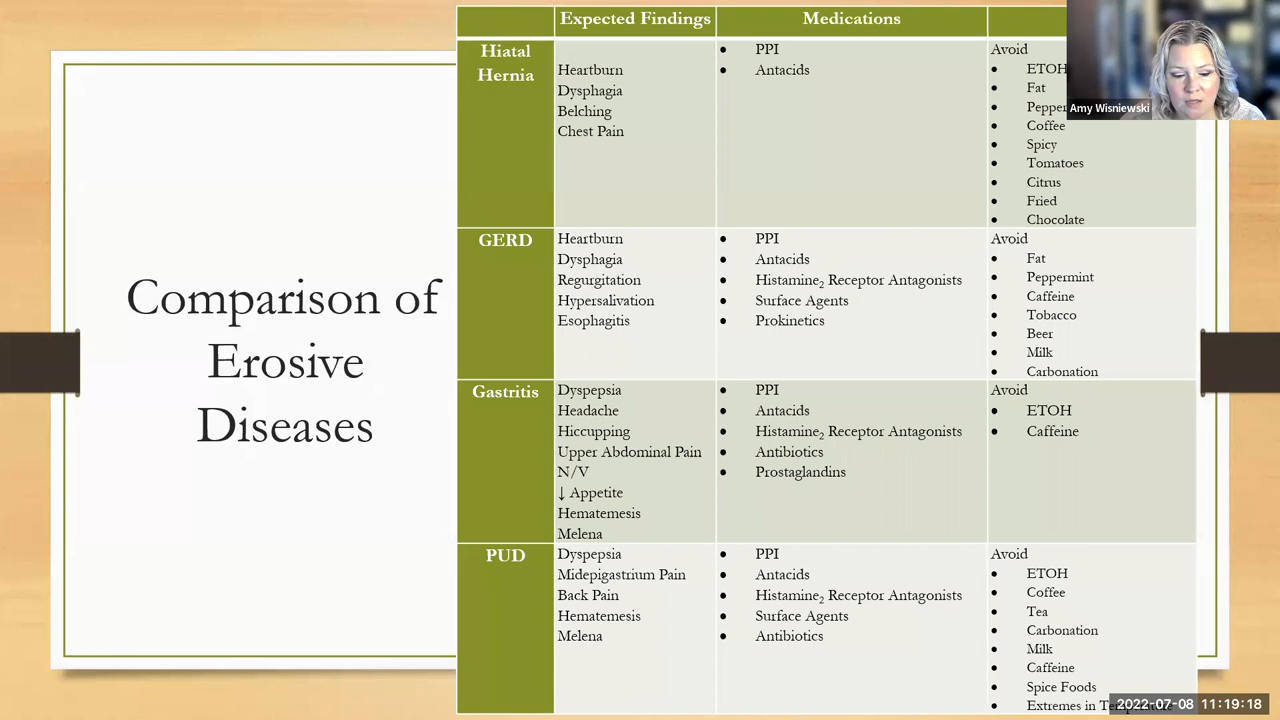 Comparison of
Erosive
Diseases
Expected Findings
Medications
Hiatal
Hernia
Heartburn
Dysphagia
Belching
Chest Pain
• PPI
• Antacids
Avoid
• ETOH
• Fat
• Pepper
• Coffee
• Spicy
• Tomatoes
• Citrus
• Fried
• Chocolate
GERD
Heartburn
Dysphagia
Regurgitation
Hypersalivation
Esophagitis
• PPI
• Antacids
• Histamine₂ Receptor Antagonists
• Surface Agents
• Prokinetics
Avoid
• Fat
• Peppermint
• Caffeine
• Tobacco
• Beer
• Milk
• Carbonation
Gastritis
Dyspepsia
Headache
Hiccupping
Upper Abdominal Pain
N/V
↓ Appetite
Hematemesis
Melena
• PPI
• Antacids
• Histamine₂ Receptor Antagonists
• Antibiotics
• Prostaglandins
Avoid
• ETOH
• Caffeine
PUD
Dyspepsia
Midepigastrium Pain
Back Pain
Hematemesis
Melena
• PPI
• Antacids
• Histamine₂ Receptor Antagonists
• Surface Agents
• Antibiotics
Avoid
• ETOH
• Coffee
• Tea
• Carbonation
• Milk
• Caffeine
• Spice Foods
• Extremes in
Amy Wisniewski
2022-07-08 11:19:18